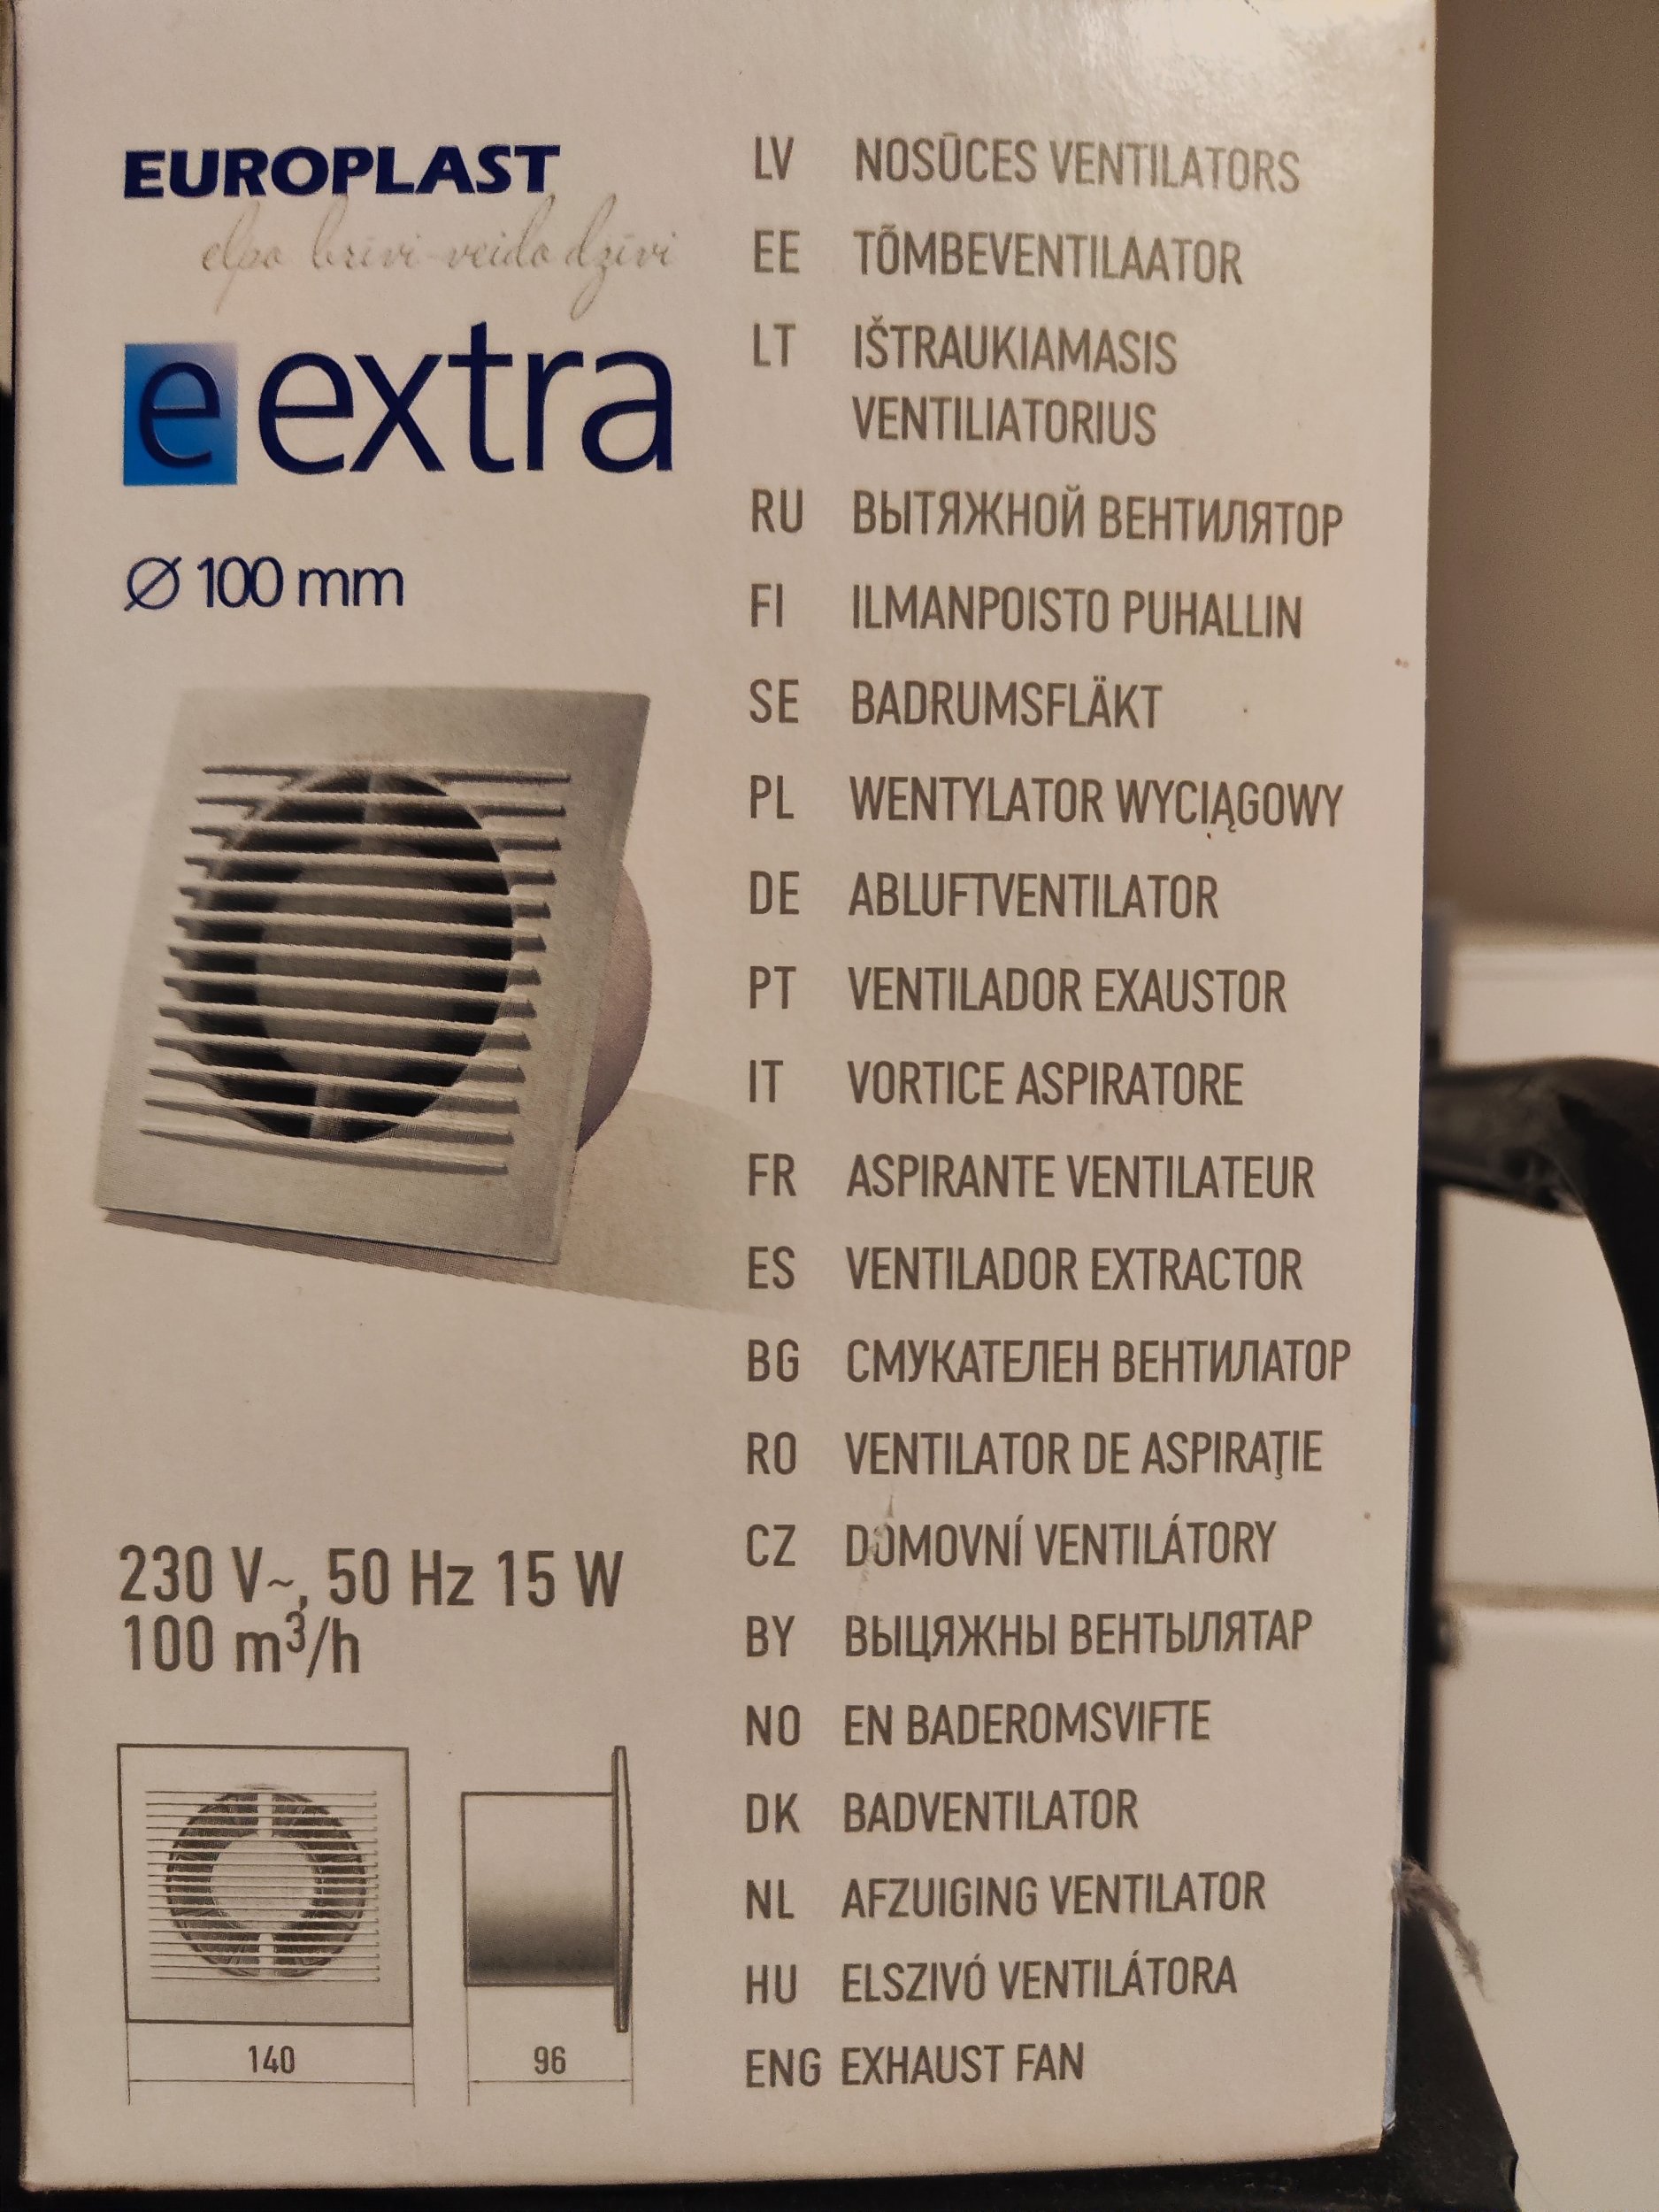 EUROPLAST
elpo brīvi-veido dzīvi
e extra
Ø 100 mm
230 V~, 50 Hz 15 W
100 m³/h
140
96
LV NOSŪCES VENTILATORS
EE TÕMBEVENTILAATOR
LT IŠTRAUKIAMASIS
VENTILIATORIUS
RU ВЫТЯЖНОЙ ВЕНТИЛЯТОР
FI ILMANPOISTO PUHALLIN
SE BADRUMSFLÄKT
PL WENTYLATOR WYCIĄGOWY
DE ABLUFTVENTILATOR
PT VENTILADOR EXAUSTOR
IT VORTICE ASPIRATORE
FR ASPIRANTE VENTILATEUR
ES VENTILADOR EXTRACTOR
BG СМУКАТЕЛЕН ВЕНТИЛАТОР
RO VENTILATOR DE ASPIRAŢIE
CZ DOMOVNÍ VENTILÁTORY
BY ВЫЦЯЖНЫ ВЕНТЫЛЯТАР
NO EN BADEROMSVIFTE
DK BADVENTILATOR
NL AFZUIGING VENTILATOR
HU ELSZIVÓ VENTILÁTORA
ENG EXHAUST FAN